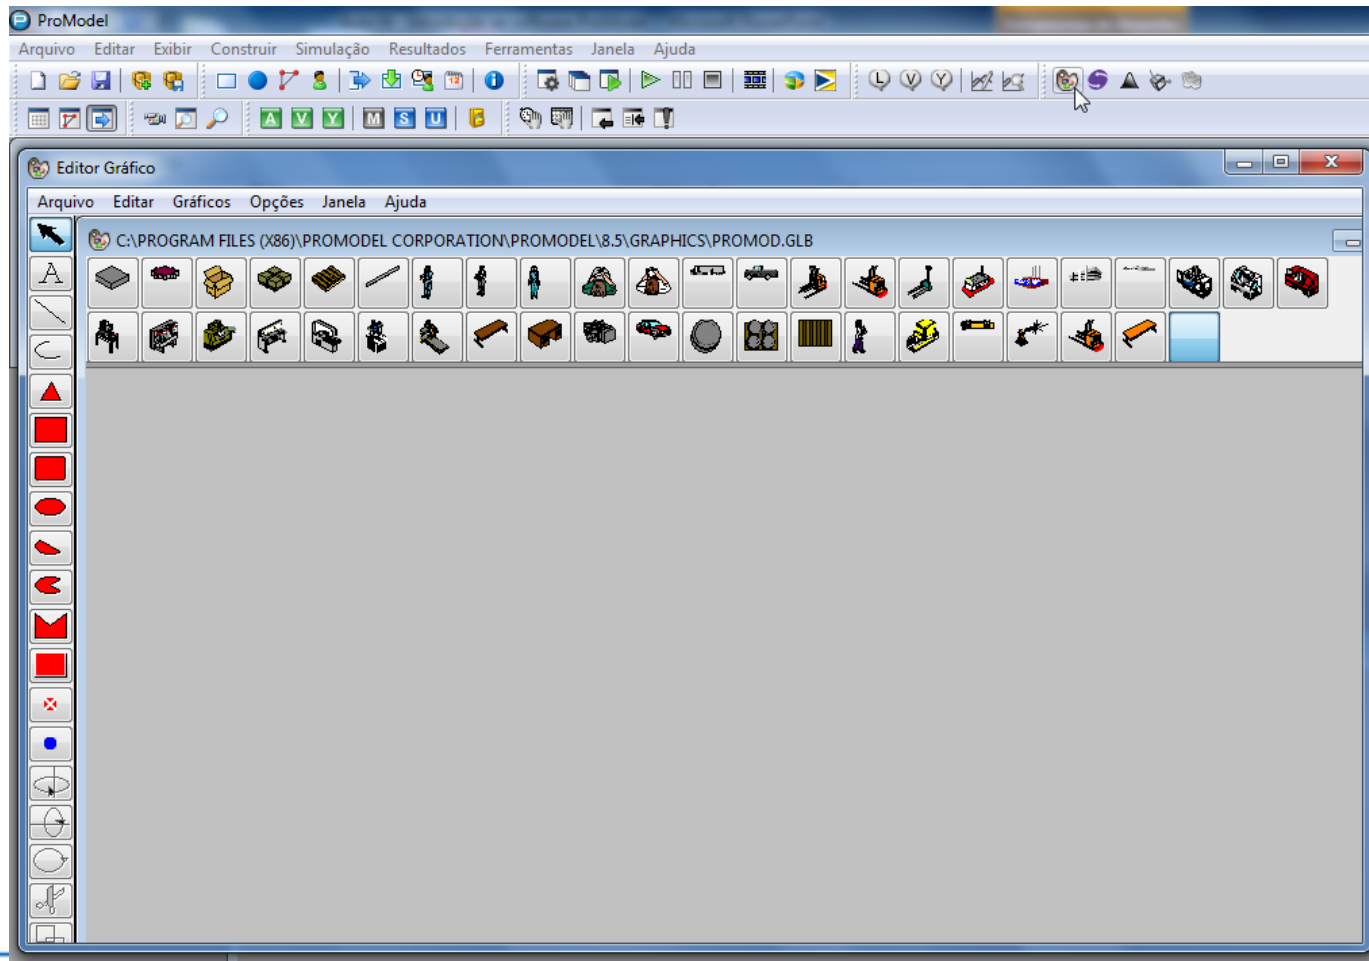 ProModel
Arquivo Editar Exibir Construir Simulação Resultados Ferramentas Janela Ajuda
L V Y
A V Y M S U
Editor Gráfico
Arquivo Editar Gráficos Opções Janela Ajuda
C:\PROGRAM FILES (X86)\PROMODEL CORPORATION\PROMODEL\8.5\GRAPHICS\PROMOD.GLB
A